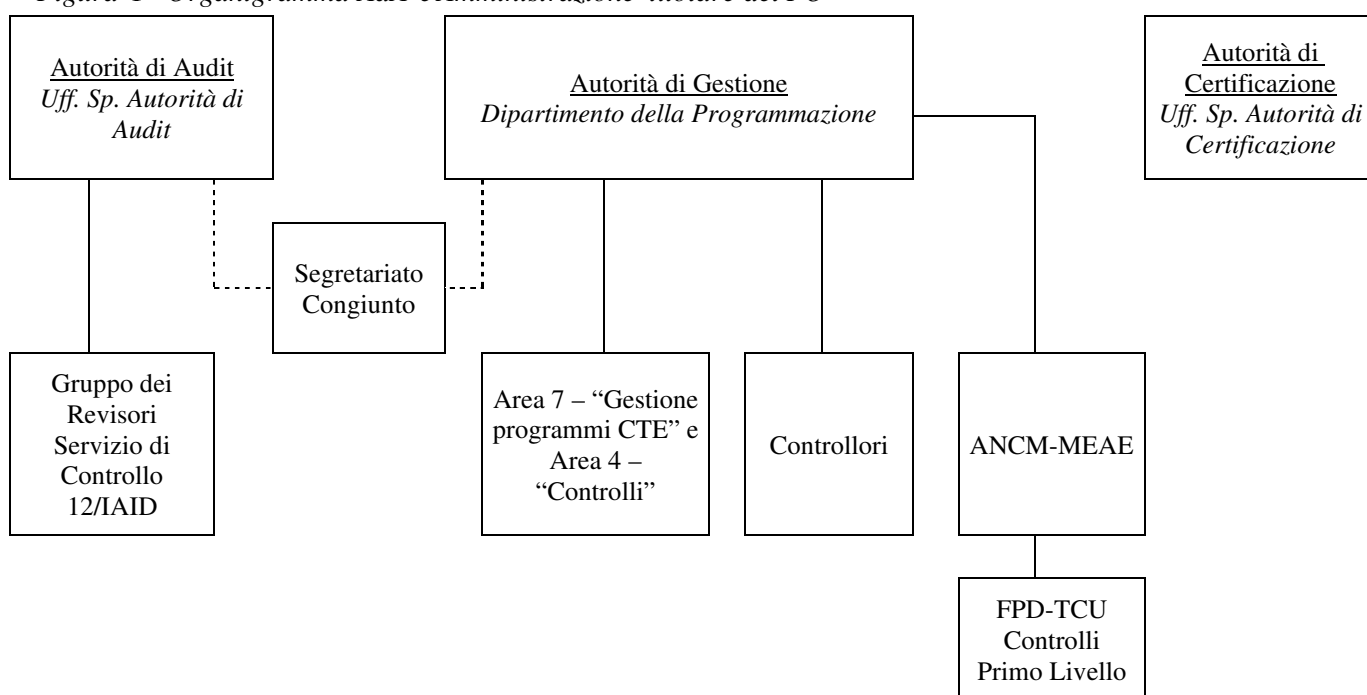 Autorità di Audit
Uff. Sp. Autorità di
Audit
Autorità di Gestione
Dipartimento della Programmazione
Autorità di
Certificazione
Uff. Sp. Autorità di
Certificazione
Segretariato
Congiunto
Gruppo dei
Revisori
Servizio di
Controllo
12/IAID
Area 7 – “Gestione
programmi CTE” e
Area 4 –
“Controlli”
Controllori
ANCM-MEAE
FPD-TCU
Controlli
Primo Livello